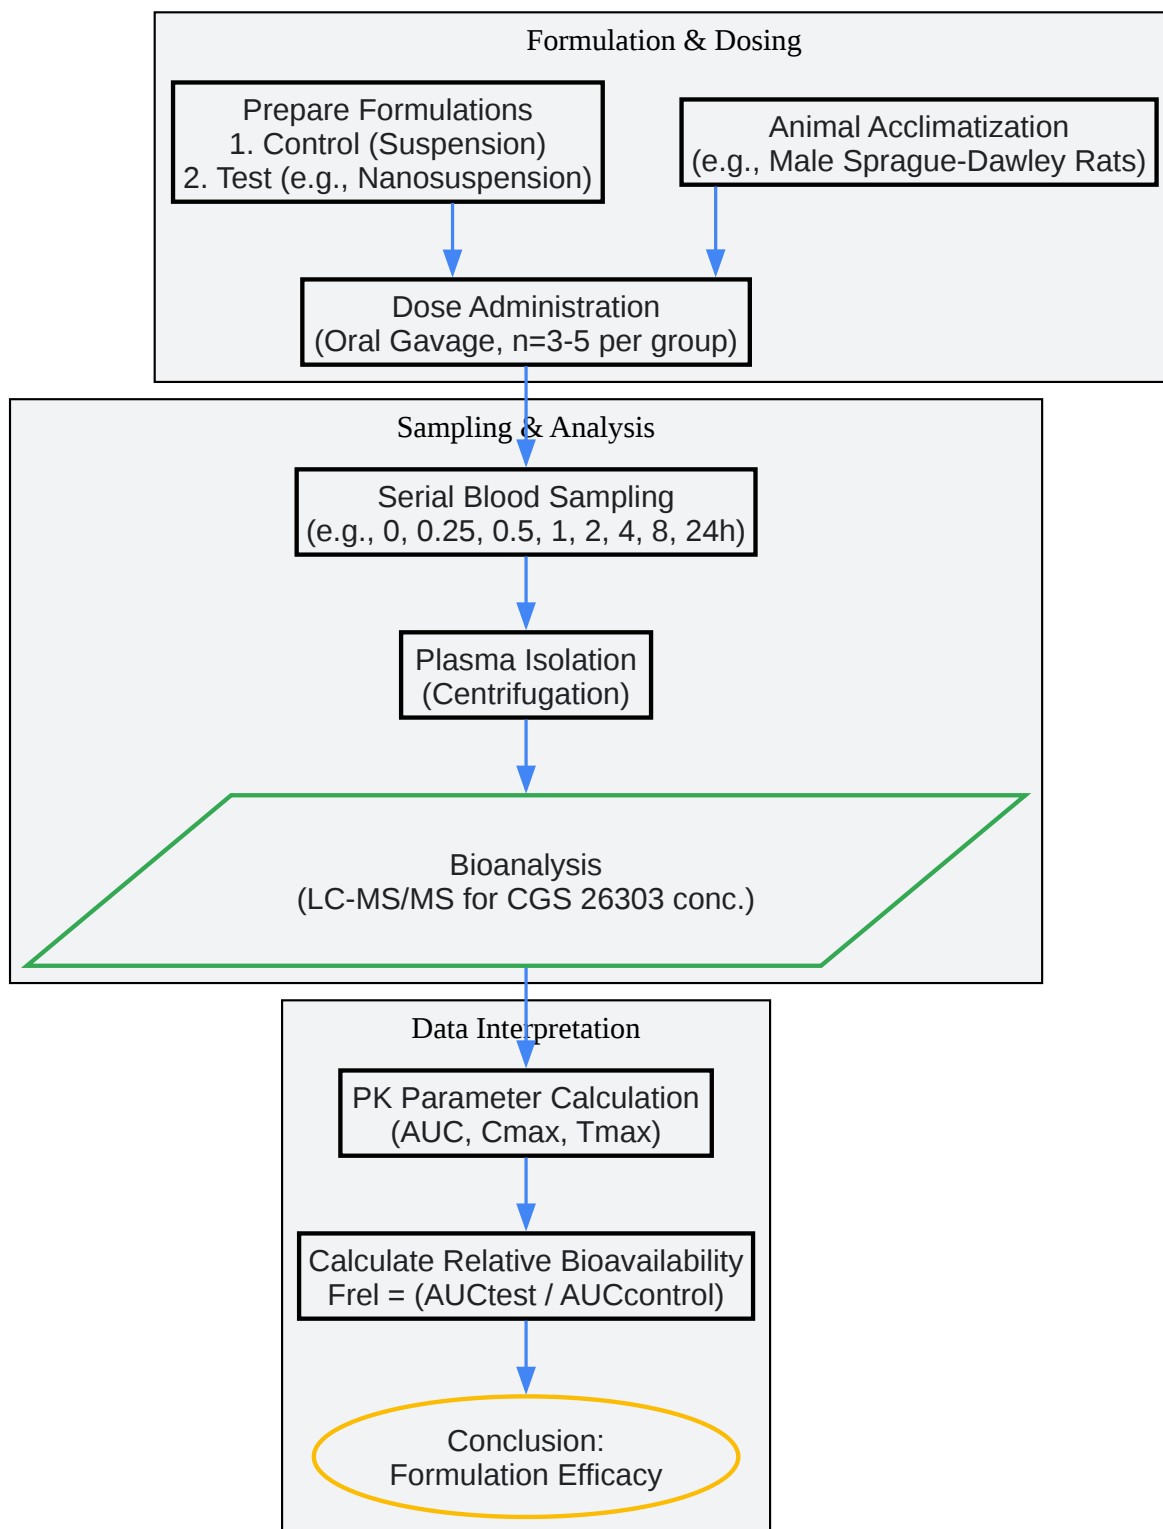 Formulation & Dosing
Prepare Formulations
1. Control (Suspension)
2. Test (e.g., Nanosuspension)
Animal Acclimatization
(e.g., Male Sprague-Dawley Rats)
Dose Administration
(Oral Gavage, n=3-5 per group)
Sampling & Analysis
Serial Blood Sampling
(e.g., 0, 0.25, 0.5, 1, 2, 4, 8, 24h)
Plasma Isolation
(Centrifugation)
Bioanalysis
(LC-MS/MS for CGS 26303 conc.)
Data Interpretation
PK Parameter Calculation
(AUC, Cmax, Tmax)
Calculate Relative Bioavailability
Frel = (AUCtest / AUCcontrol)
Conclusion:
Formulation Efficacy